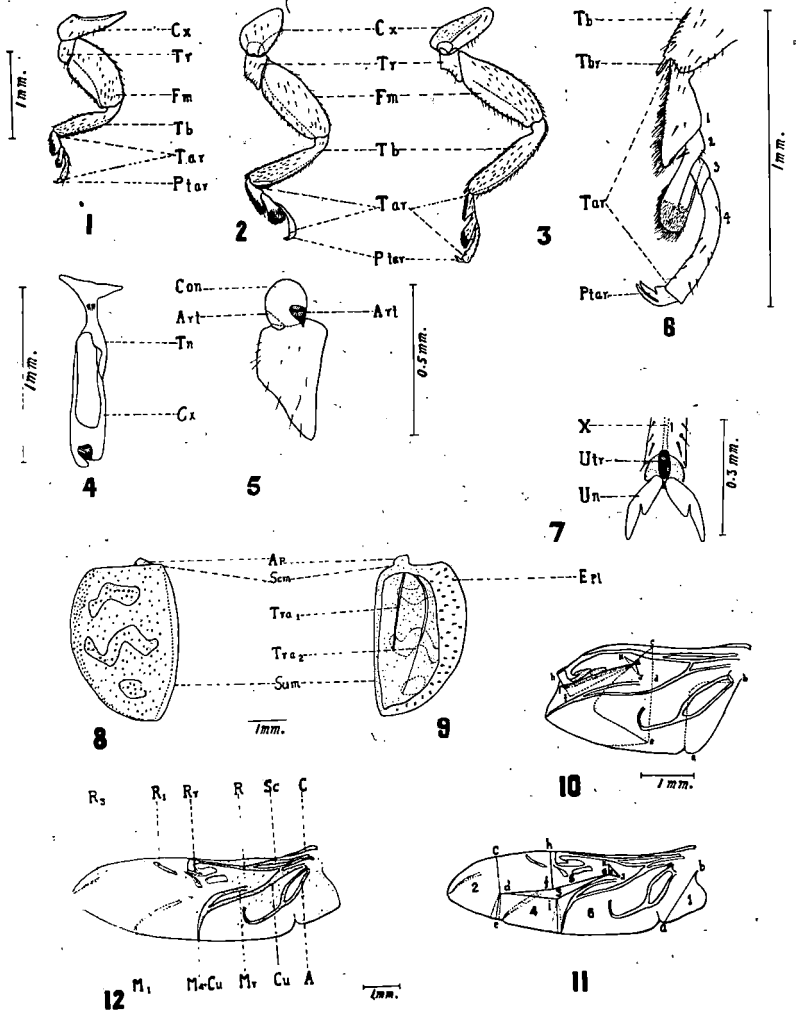 Cx
Tr
Fm
Tb
Tar
Ptar
1mm.
1
Cx
Tr
Fm
Tb
Tar
Ptar
2
3
Tb
Tbr
Tar
Ptar
1
2
3
4
1mm.
6
Con
Art
Art
Tn
Cx
1mm.
0.5mm.
4
5
X
Utr
Un
0.3mm.
7
Ap
Scm
Tra1
Tra2
Sum
Epl
8
1mm.
9
h
c
d
e
b
a
10
1mm.
R3
R1
Rr
R
Sc
C
M1
M4-Cu
Mr
Cu
A
12
1mm.
c
h
b
d
f
2
4
i
6
1
e
a
11